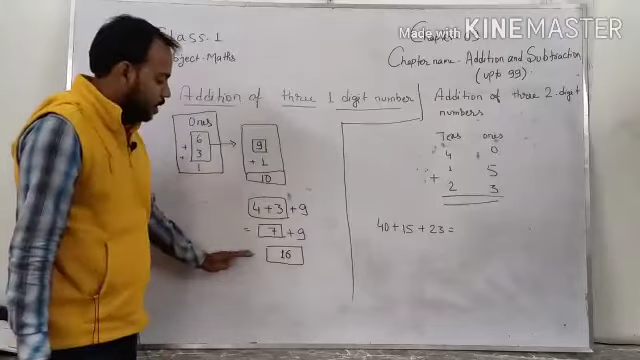 Made with KINEMASTER
Class-1
Subject-Maths
Chapter
Chapter name- Addition and Subtraction
(upto 99)
Addition of three 1 digit number
Ones
6
+ 3
+ 1
9
+ 1
10
4+3 +9
= 7 +9
16
Addition of three 2-digit
numbers
Tens ones
4 0
1 5
+ 2 3
40+15+23=